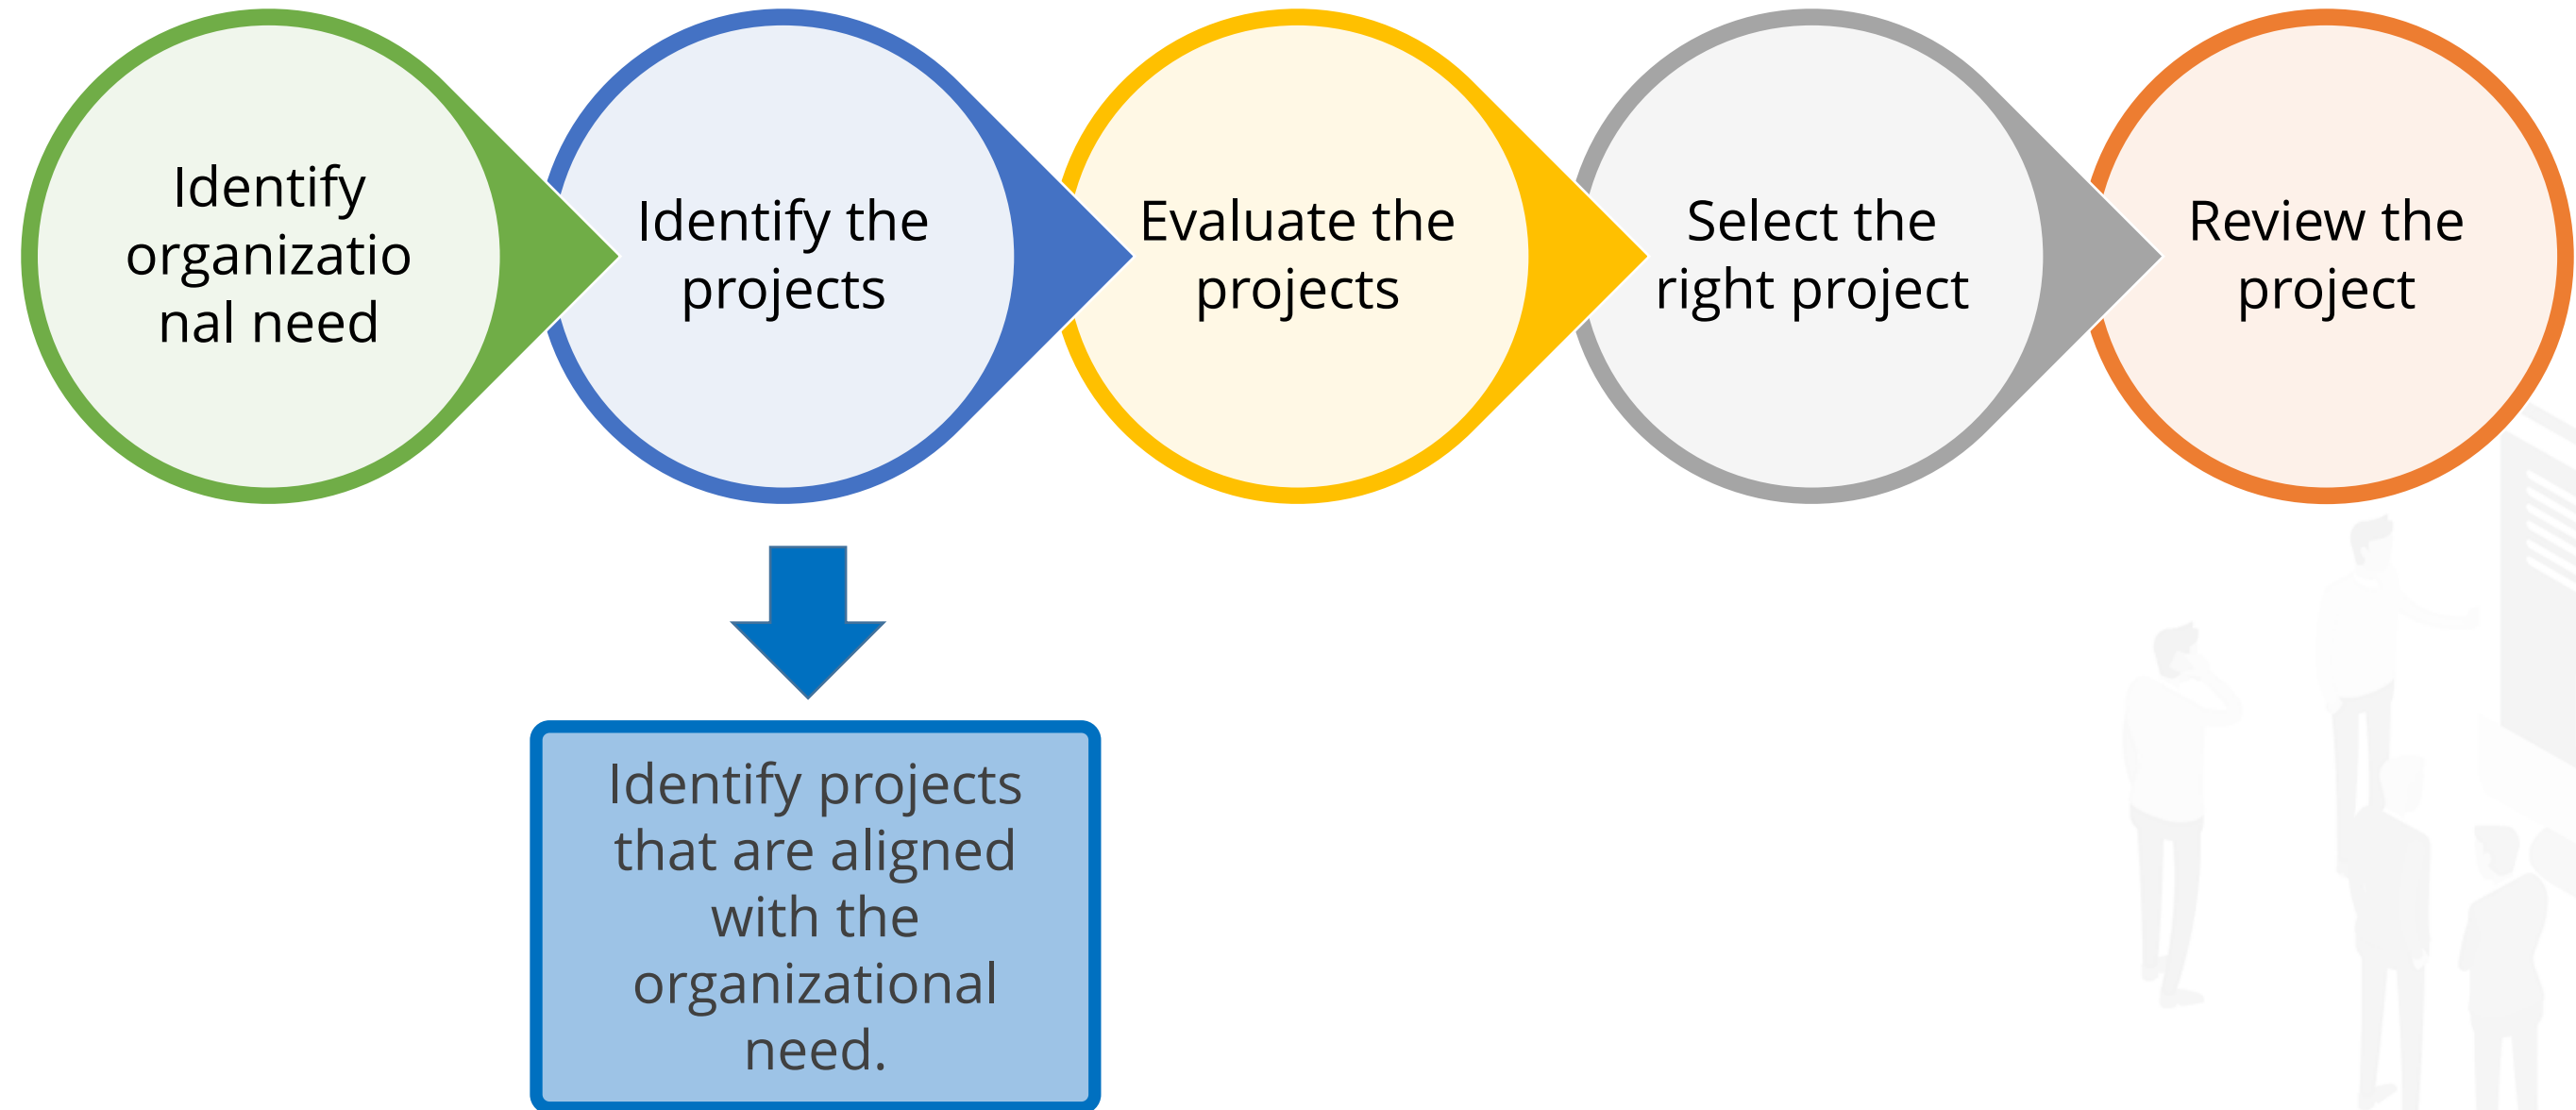 Identify
organizatio
nal need
Identify the
projects
Evaluate the
projects
Select the
right project
Review the
project
Identify projects
that are aligned
with the
organizational
need.